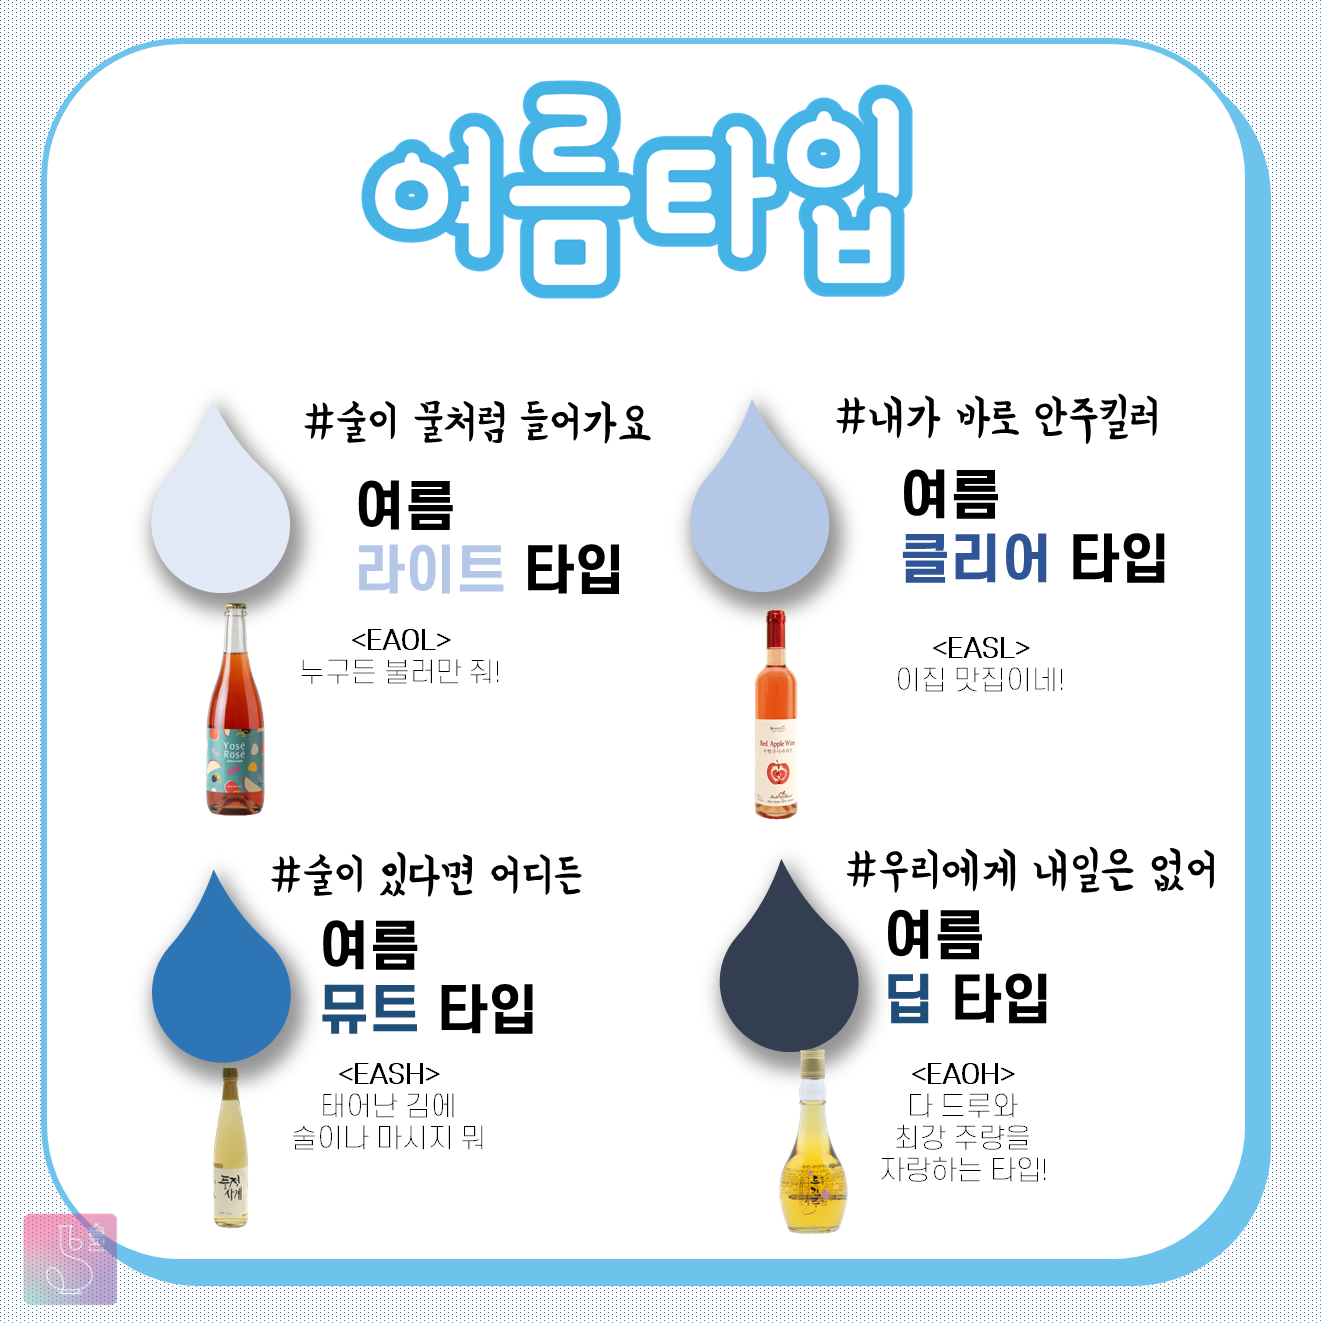 여름타입
#술이 물처럼 들어가요
여름
라이트 타입
<EAOL>
누구든 불러만 줘!
Yosé
Rosé
#내가 바로 안주킬러
여름
클리어 타입
<EASL>
이집 맛집이네!
Red Apple Wine
#술이 있다면 어디든
여름
뮤트 타입
<EASH>
태어난 김에
술이나 마시지 뭐
#우리에게 내일은 없어
여름
딥 타입
<EAOH>
다 드루와
최강 주량을
자랑하는 타입!